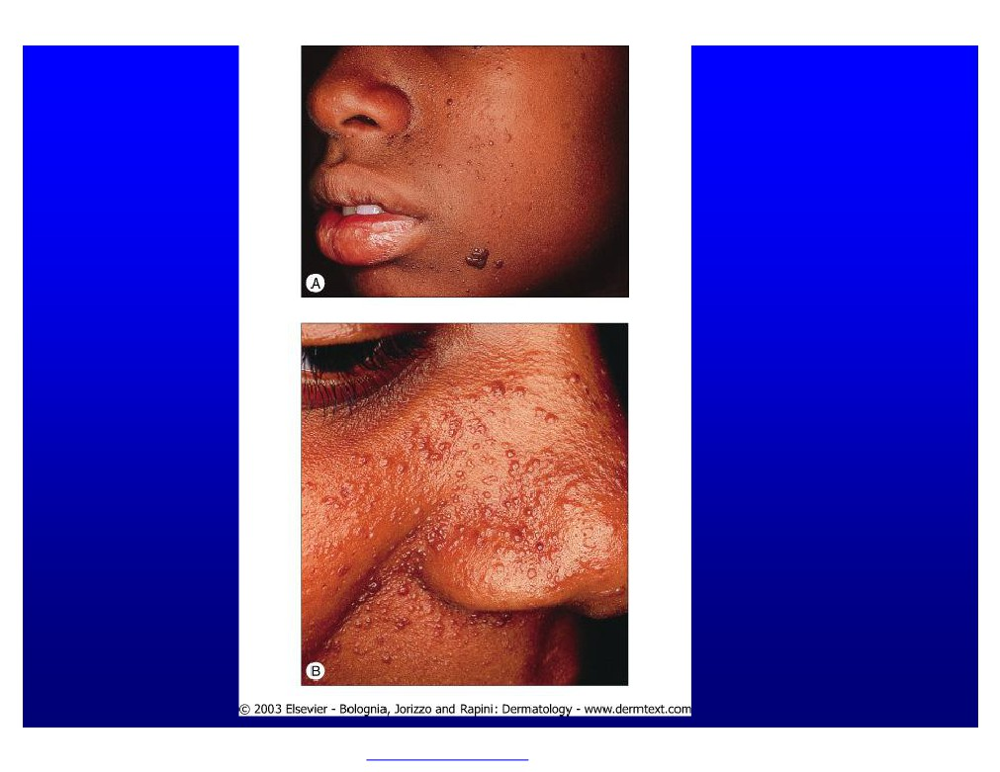 A
B
© 2003 Elsevier - Bolognia, Jorizzo and Rapini: Dermatology - www.dermtext.com